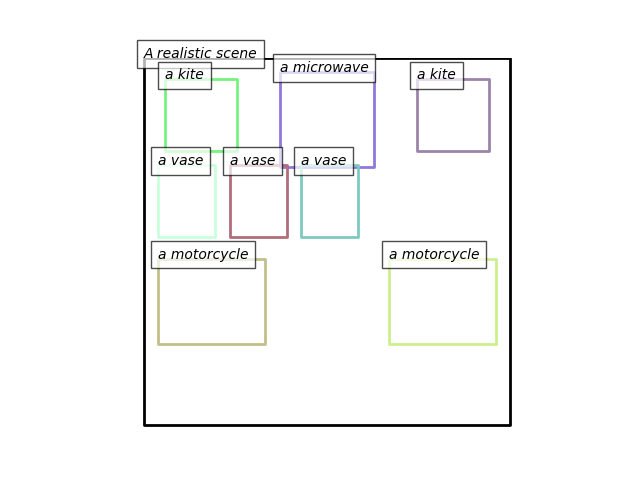 A realistic scene
a kite
a microwave
a kite
a vase
a vase
a vase
a motorcycle
a motorcycle